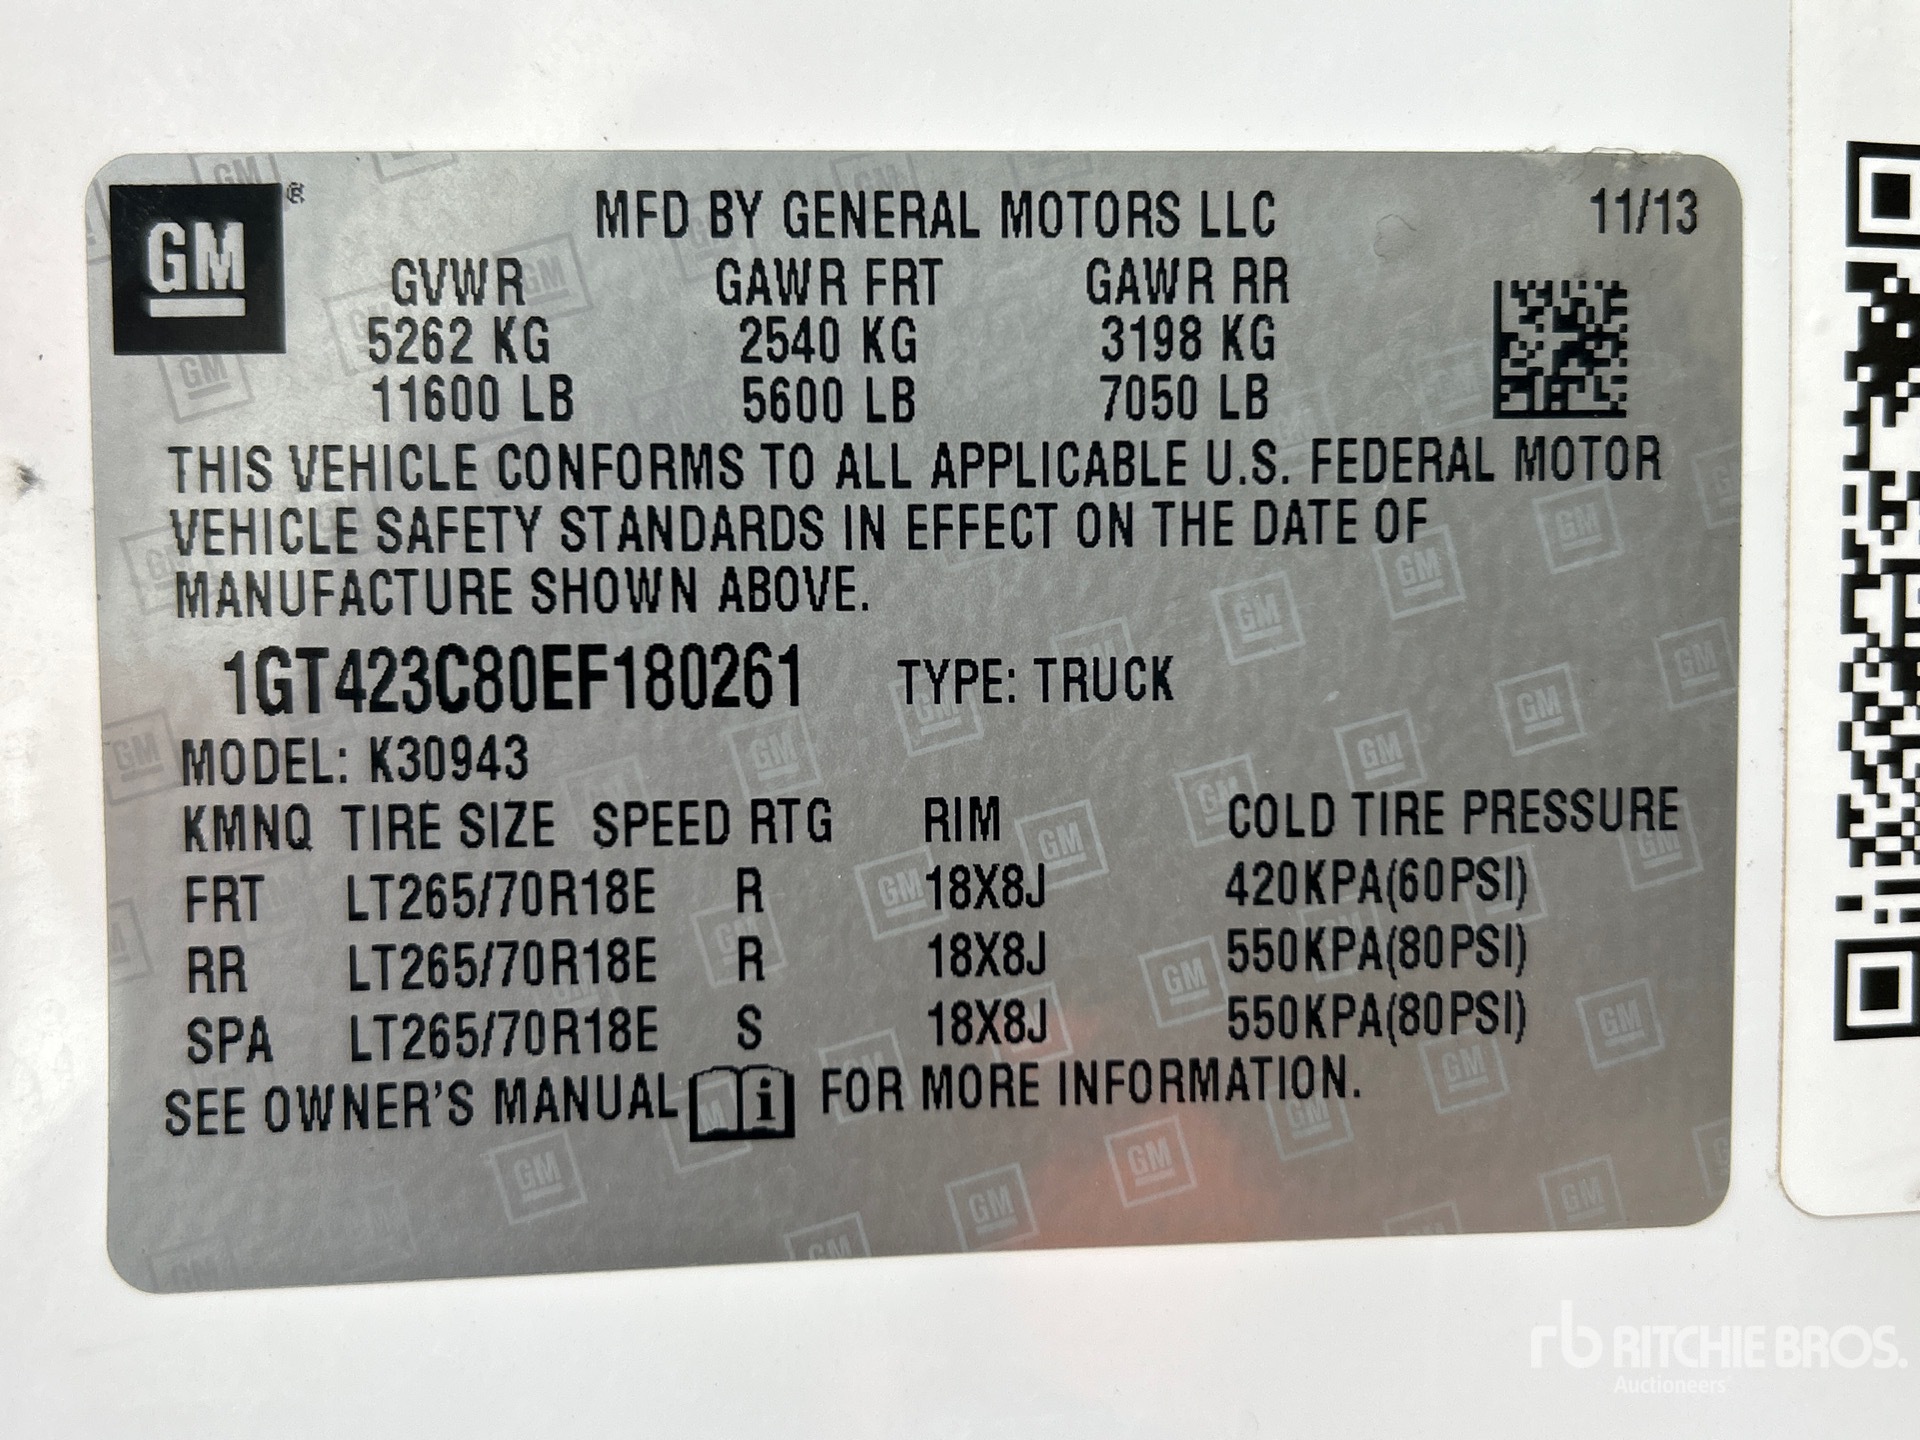 GM
MFD BY GENERAL MOTORS LLC 11/13
GVWR GAWR FRT GAWR RR
5262 KG 2540 KG 3198 KG
11600 LB 5600 LB 7050 LB
THIS VEHICLE CONFORMS TO ALL APPLICABLE U.S. FEDERAL MOTOR
VEHICLE SAFETY STANDARDS IN EFFECT ON THE DATE OF
MANUFACTURE SHOWN ABOVE.
1GT423C80EF180261 TYPE: TRUCK
MODEL: K30943
KMNQ TIRE SIZE SPEED RTG RIM COLD TIRE PRESSURE
FRT LT265/70R18E R 18X8J 420KPA(60PSI)
RR LT265/70R18E R 18X8J 550KPA(80PSI)
SPA LT265/70R18E S 18X8J 550KPA(80PSI)
SEE OWNER'S MANUAL i FOR MORE INFORMATION.
rb RITCHIE BROS.
Auctioneers